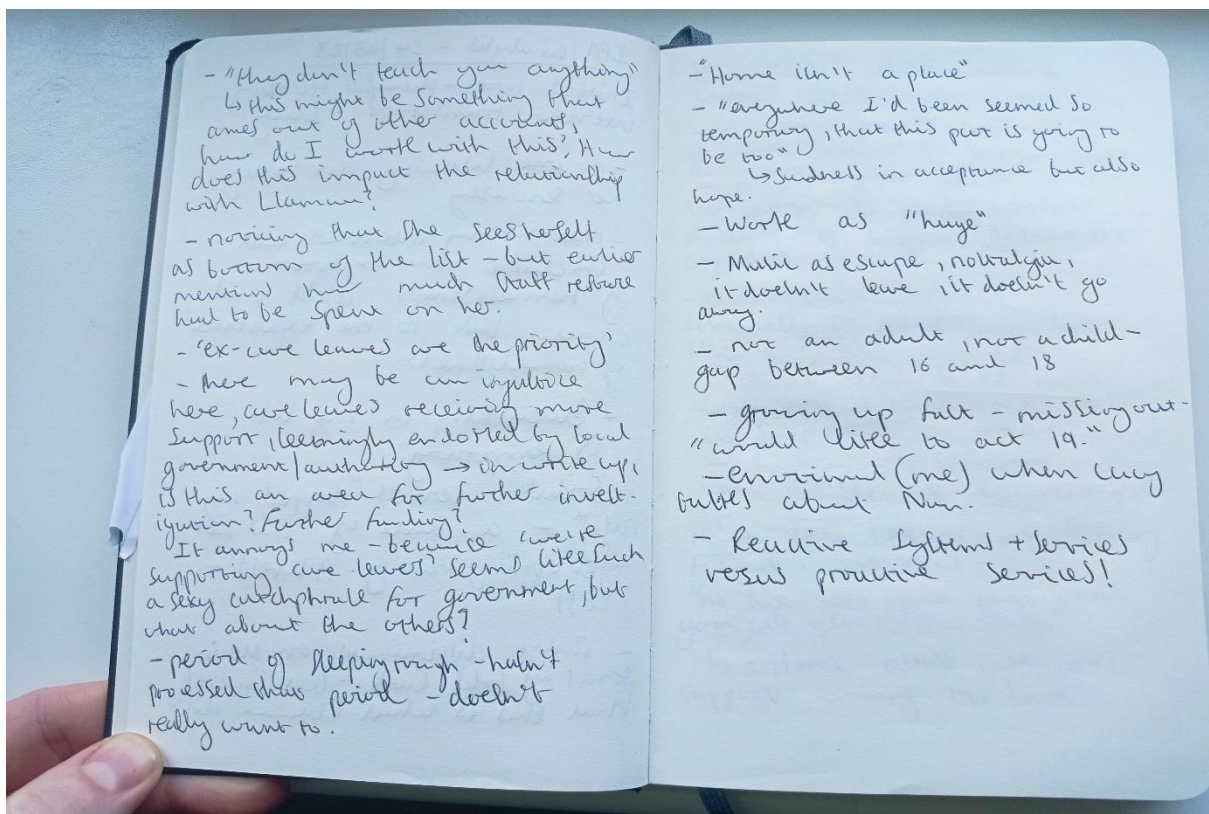 - "they don't teach you anything"
↳ this might be something that
comes out of other accounts,
how do I work with this? How
does this impact the relationship
with Llamau?
- noticing that she sees herself
as bottom of the list - but earlier
mentions how much staff resource
had to be spent on her.
- 'ex-care leaves are the priority'
- there may be an injustice
here, care leaves receiving more
support, seemingly endorsed by local
government/authority → in write up,
is this an area for further invest-
igation? Further funding?
It annoys me - because 'we're
supporting care leaves' seems like such
a sexy catchphrase for government, but
what about the others?
- period of sleeping rough - hasn't
processed that period - doesn't
really want to.
- "Home isn't a place"
- "everywhere I'd been seemed so
temporary, that this part is going to
be too"
↳ Sadness in acceptance but also
hope.
- Work as "huge"
- Music as escape, nostalgia,
it doesn't leave, it doesn't go
away.
- not an adult, not a child -
gap between 16 and 18
- growing up fast - missing out -
"would like to act 19."
- emotional (me) when Lucy
talks about Nan.
- Reactive systems + services
versus proactive services!